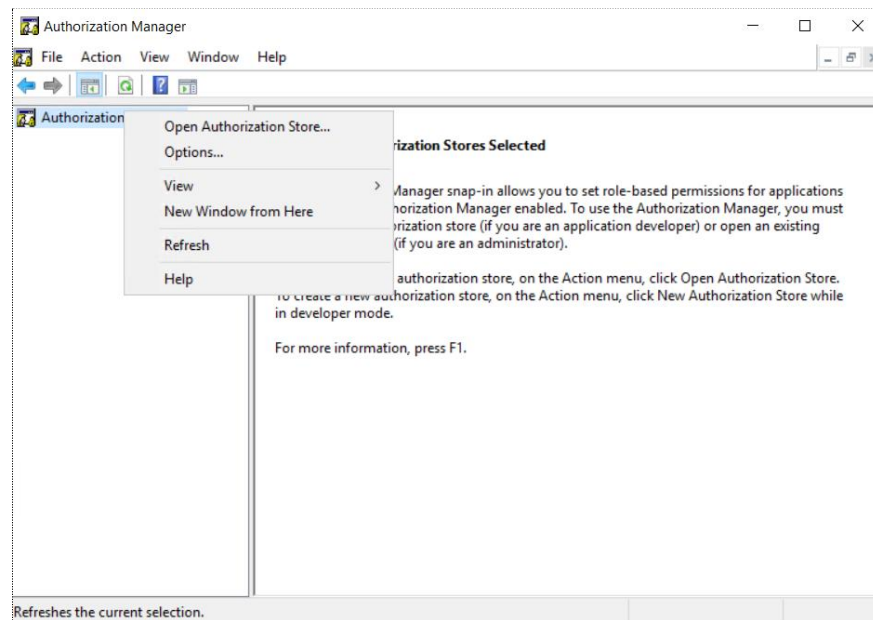 Authorization Manager
File Action View Window Help
Authorization
Open Authorization Store...
Options...
View
New Window from Here
Refresh
Help
rization Stores Selected
Manager snap-in allows you to set role-based permissions for applications
horization Manager enabled. To use the Authorization Manager, you must
orization store (if you are an application developer) or open an existing
(if you are an administrator).
authorization store, on the Action menu, click Open Authorization Store.
To create a new authorization store, on the Action menu, click New Authorization Store while
in developer mode.
For more information, press F1.
Refreshes the current selection.